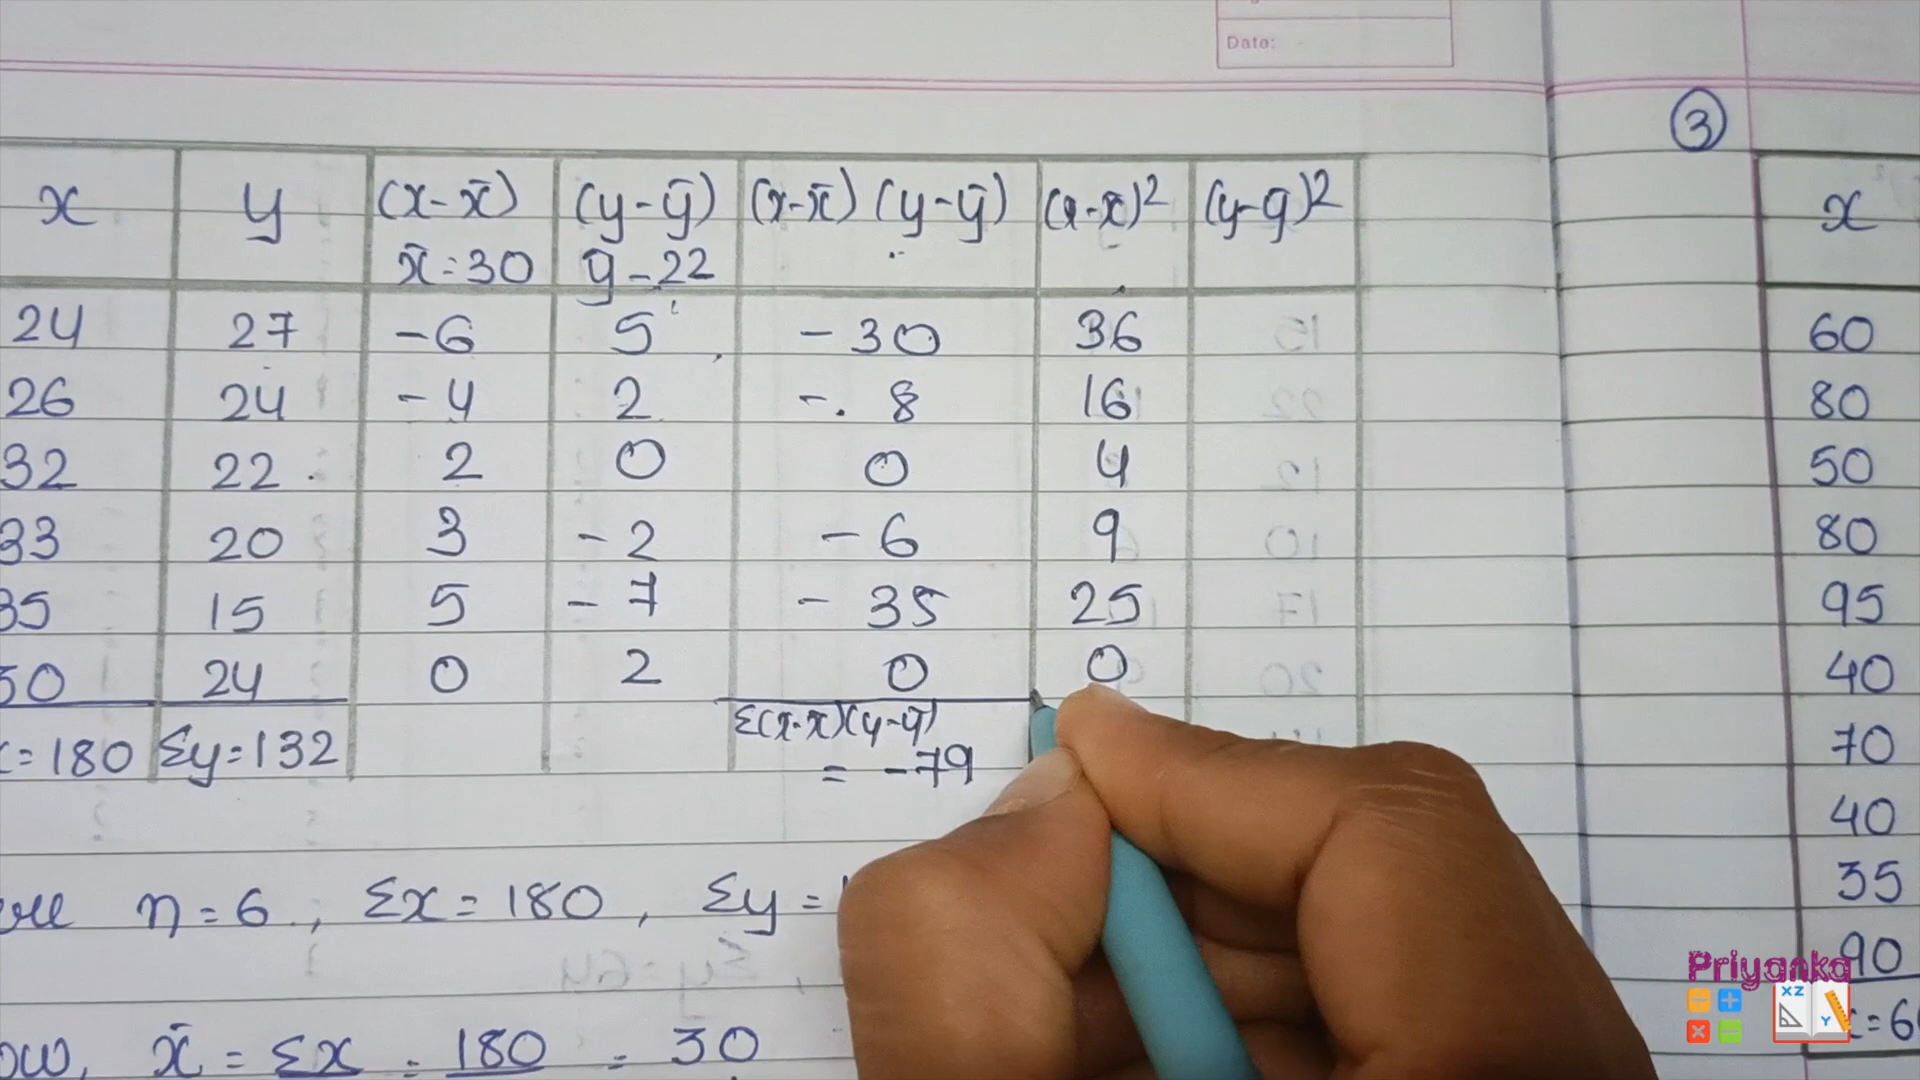 Date:
3
x y (x-x̄) (y-ȳ) (x-x̄)(y-ȳ) (x-x̄)2 (y-ȳ)2 x
x̄=30 ȳ-22
24 27 -6 5 -30 36 60
26 24 -4 2 -8 16 80
32 22 2 0 0 4 50
33 20 3 -2 -6 9 80
35 15 5 -7 -35 25 95
24 0 2 0 0 40
=180 Σy=132 Σ(x-x̄)(y-ȳ) 70
= -79
40
n=6, Σx=180, Σy= 35
90
x̄=Σx = 180 = 30
Priyanka
XZ
Y